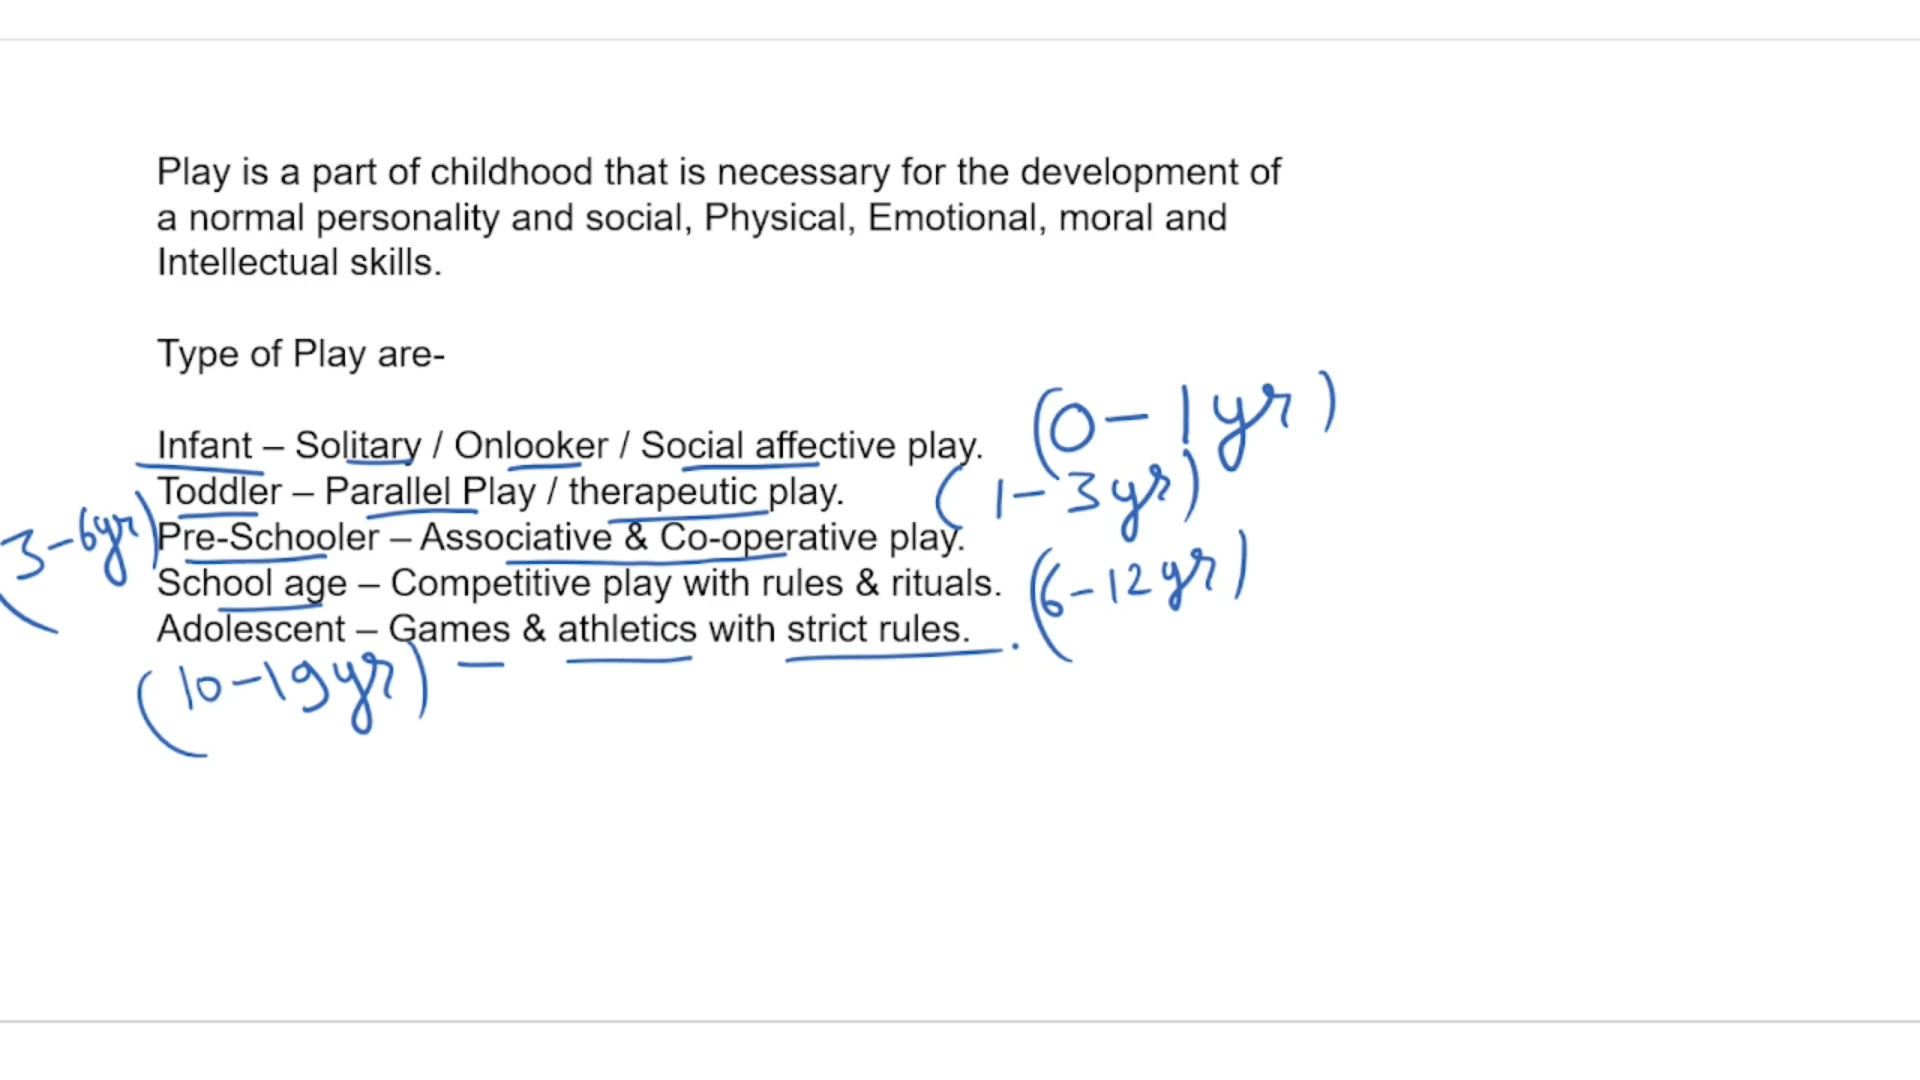 Play is a part of childhood that is necessary for the development of
a normal personality and social, Physical, Emotional, moral and
Intellectual skills.
Type of Play are-
Infant – Solitary / Onlooker / Social affective play. (0-1yr)
Toddler – Parallel Play / therapeutic play. (1-3yr)
(3-6yr) Pre-Schooler – Associative & Co-operative play.
School age – Competitive play with rules & rituals. (6-12yr)
Adolescent – Games & athletics with strict rules.
(10-19yr)